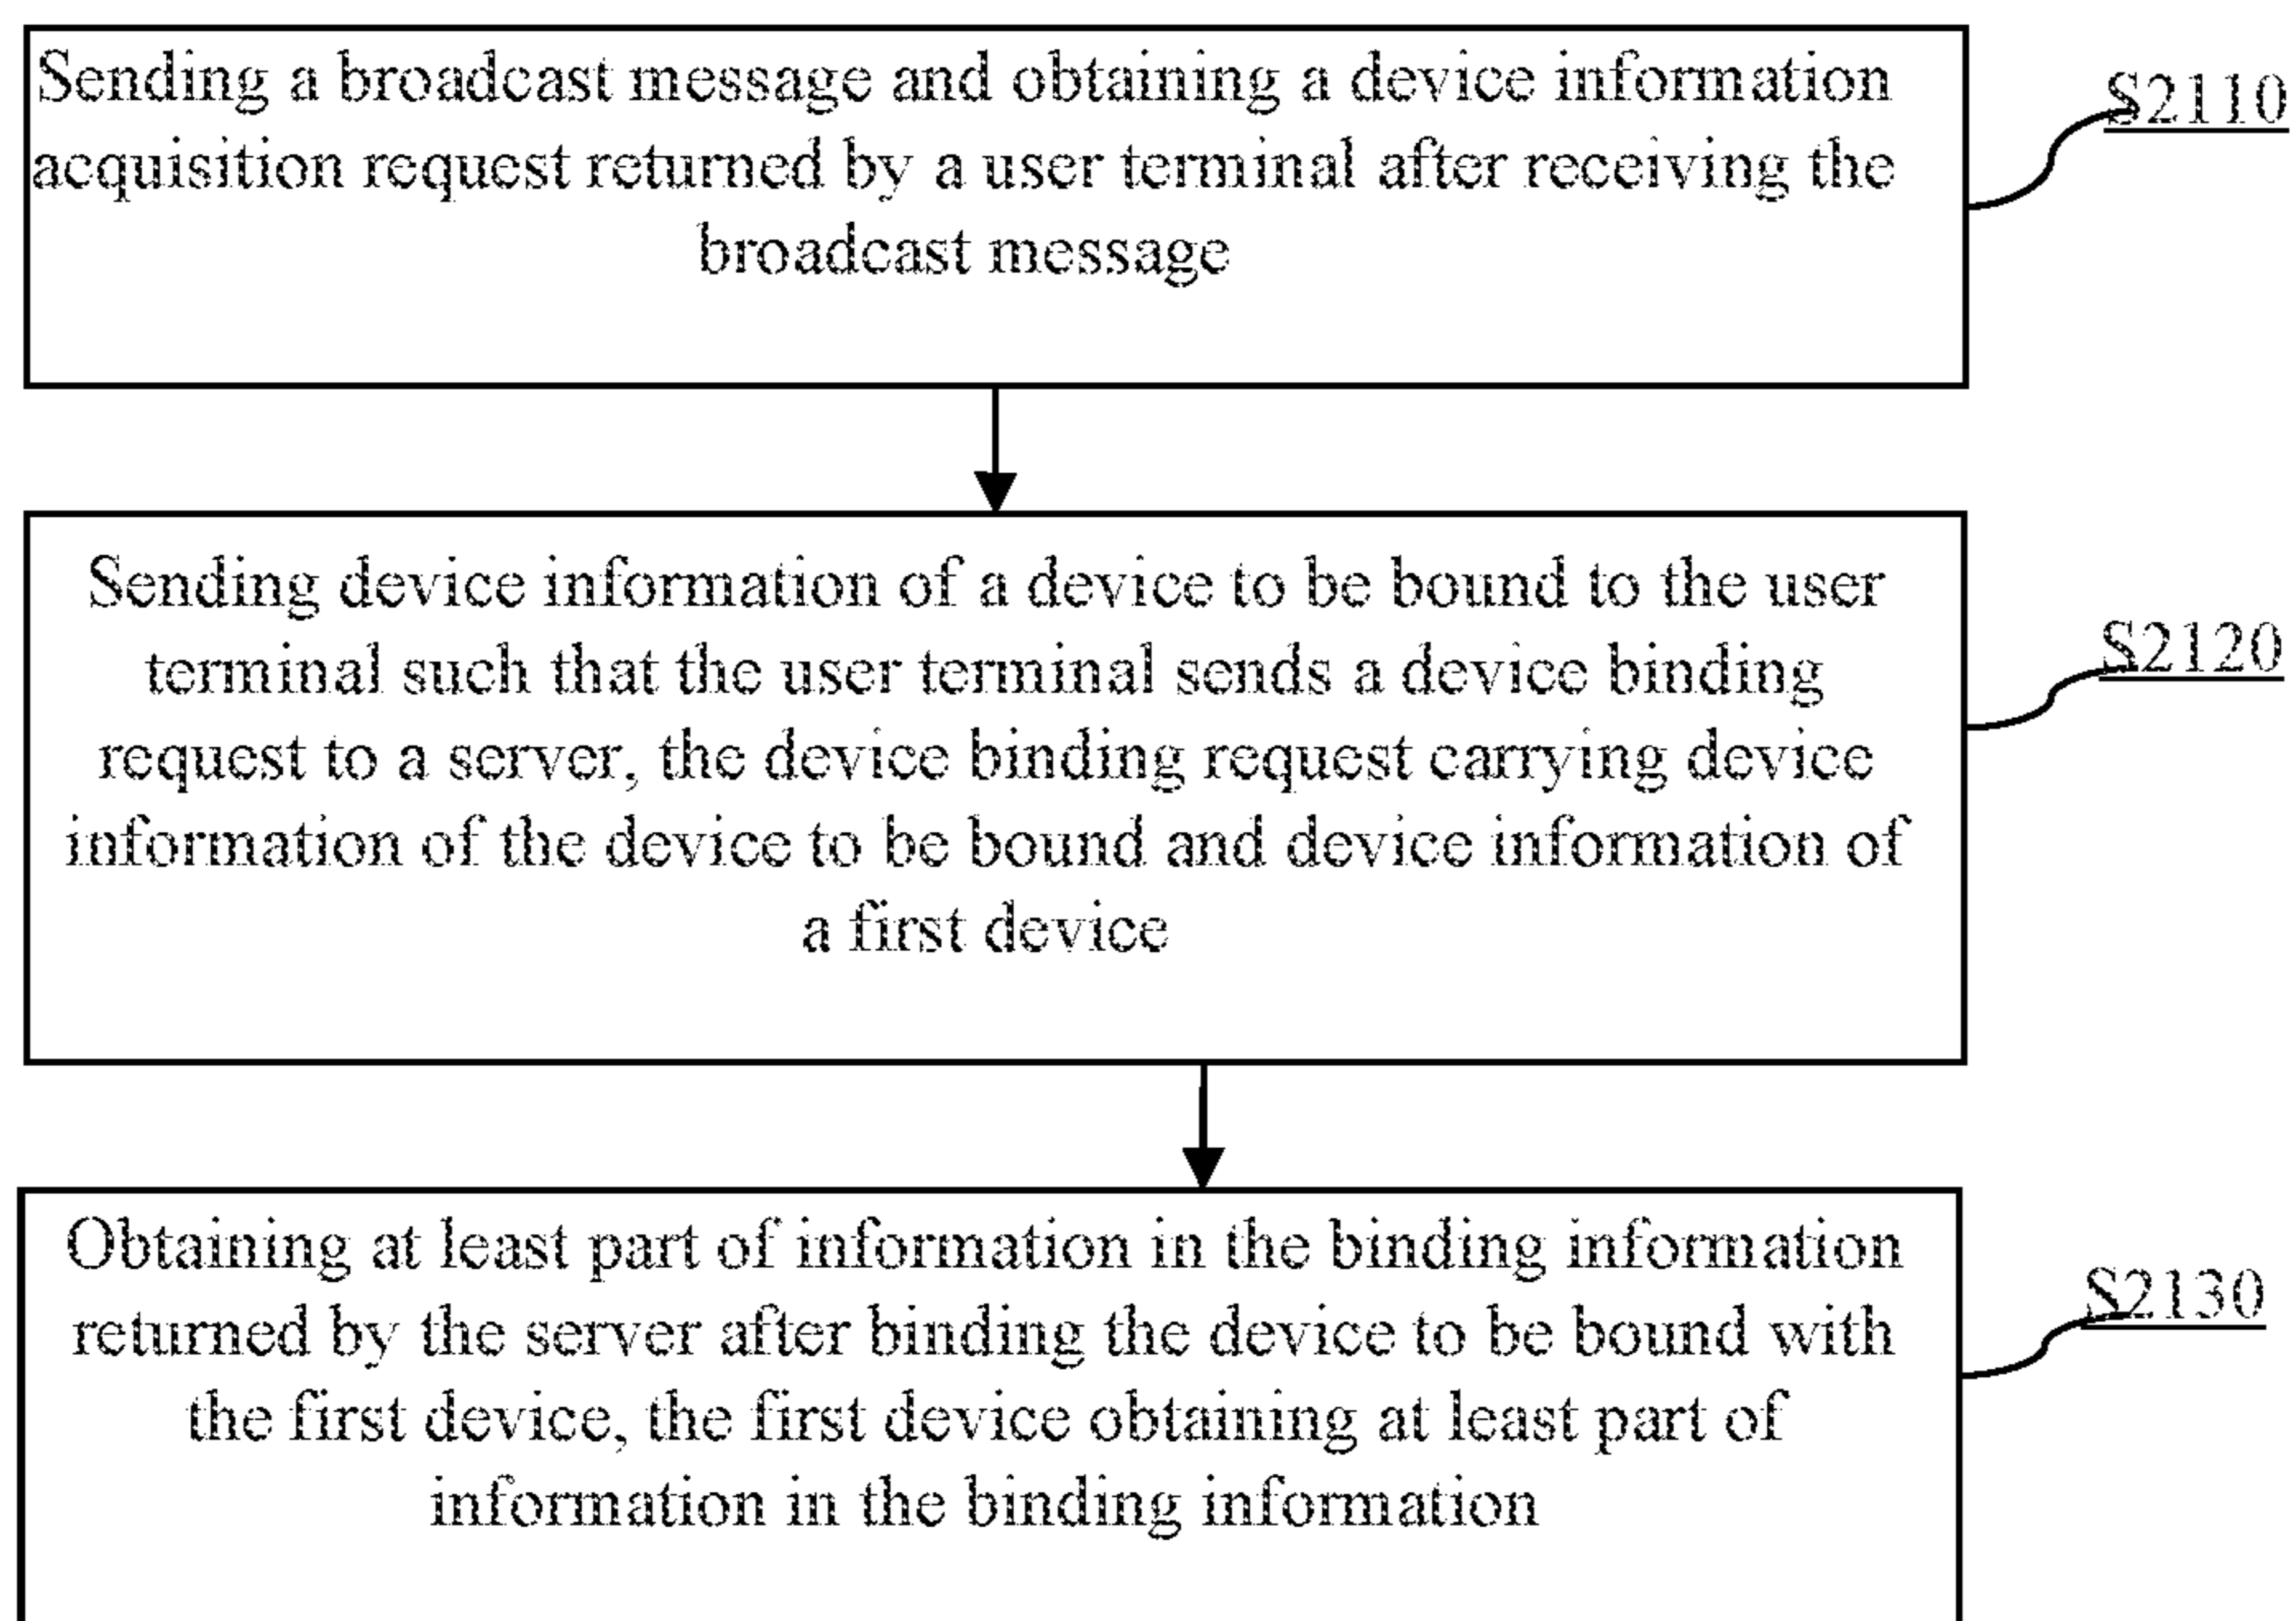 Sending a broadcast message and obtaining a device information
acquisition request returned by a user terminal after receiving the
broadcast message
S2110
Sending device information of a device to be bound to the user
terminal such that the user terminal sends a device binding
request to a server, the device binding request carrying device
information of the device to be bound and device information of
a first device
S2120
Obtaining at least part of information in the binding information
returned by the server after binding the device to be bound with
the first device, the first device obtaining at least part of
information in the binding information
S2130